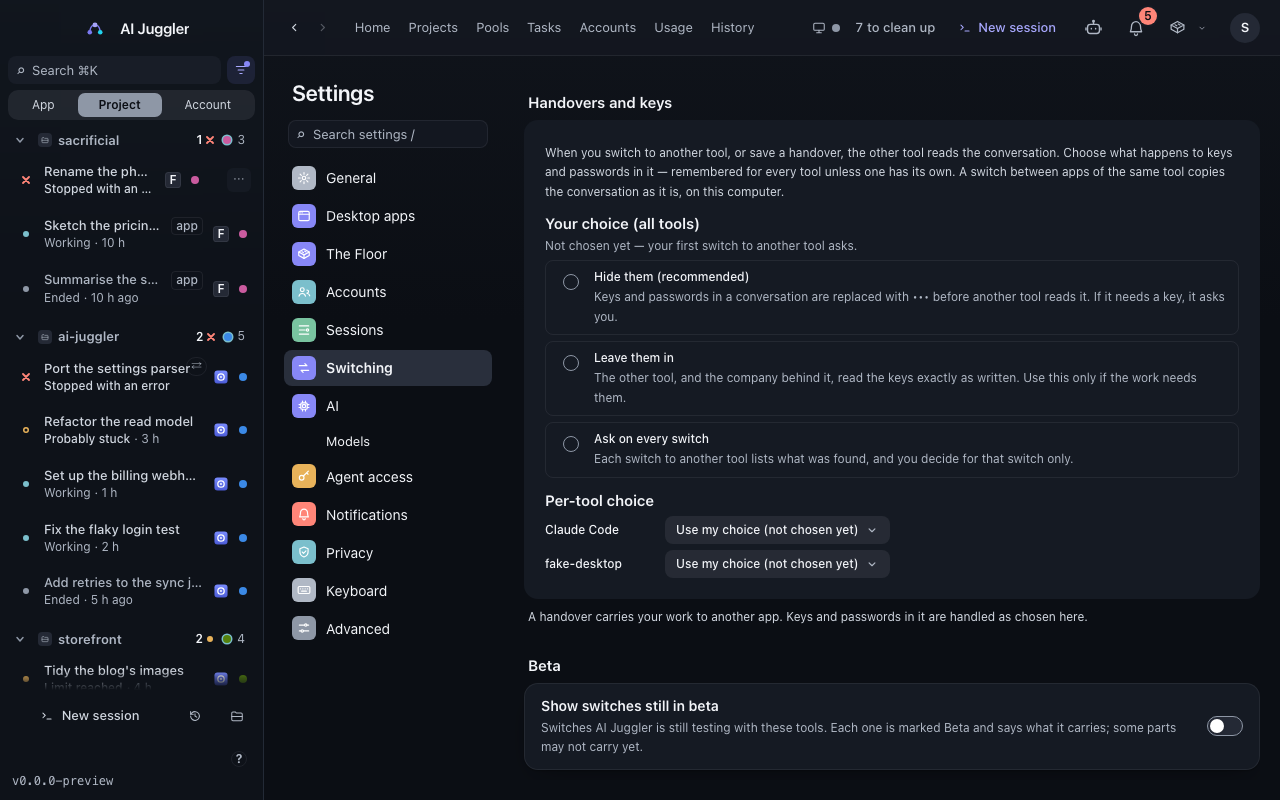 AI Juggler
Search ⌘K
App Project Account
sacrificial 1 3
Rename the ph... F
Stopped with an ...
Sketch the pricin... app F
Working · 10 h
Summarise the s... app F
Ended · 10 h ago
ai-juggler 2 5
Port the settings parser
Stopped with an error
Refactor the read model
Probably stuck · 3 h
Set up the billing webh...
Working · 1 h
Fix the flaky login test
Working · 2 h
Add retries to the sync j...
Ended · 5 h ago
storefront 2 4
Tidy the blog's images
Limit reached · 4 h
New session
?
v0.0.0-preview
Home Projects Pools Tasks Accounts Usage History
7 to clean up
New session
5
S
Settings
Search settings /
General
Desktop apps
The Floor
Accounts
Sessions
Switching
AI
Models
Agent access
Notifications
Privacy
Keyboard
Advanced
Handovers and keys
When you switch to another tool, or save a handover, the other tool reads the conversation. Choose what happens to keys
and passwords in it — remembered for every tool unless one has its own. A switch between apps of the same tool copies
the conversation as it is, on this computer.
Your choice (all tools)
Not chosen yet — your first switch to another tool asks.
Hide them (recommended)
Keys and passwords in a conversation are replaced with ••• before another tool reads it. If it needs a key, it asks
you.
Leave them in
The other tool, and the company behind it, read the keys exactly as written. Use this only if the work needs
them.
Ask on every switch
Each switch to another tool lists what was found, and you decide for that switch only.
Per-tool choice
Claude Code Use my choice (not chosen yet)
fake-desktop Use my choice (not chosen yet)
A handover carries your work to another app. Keys and passwords in it are handled as chosen here.
Beta
Show switches still in beta
Switches AI Juggler is still testing with these tools. Each one is marked Beta and says what it carries; some parts
may not carry yet.